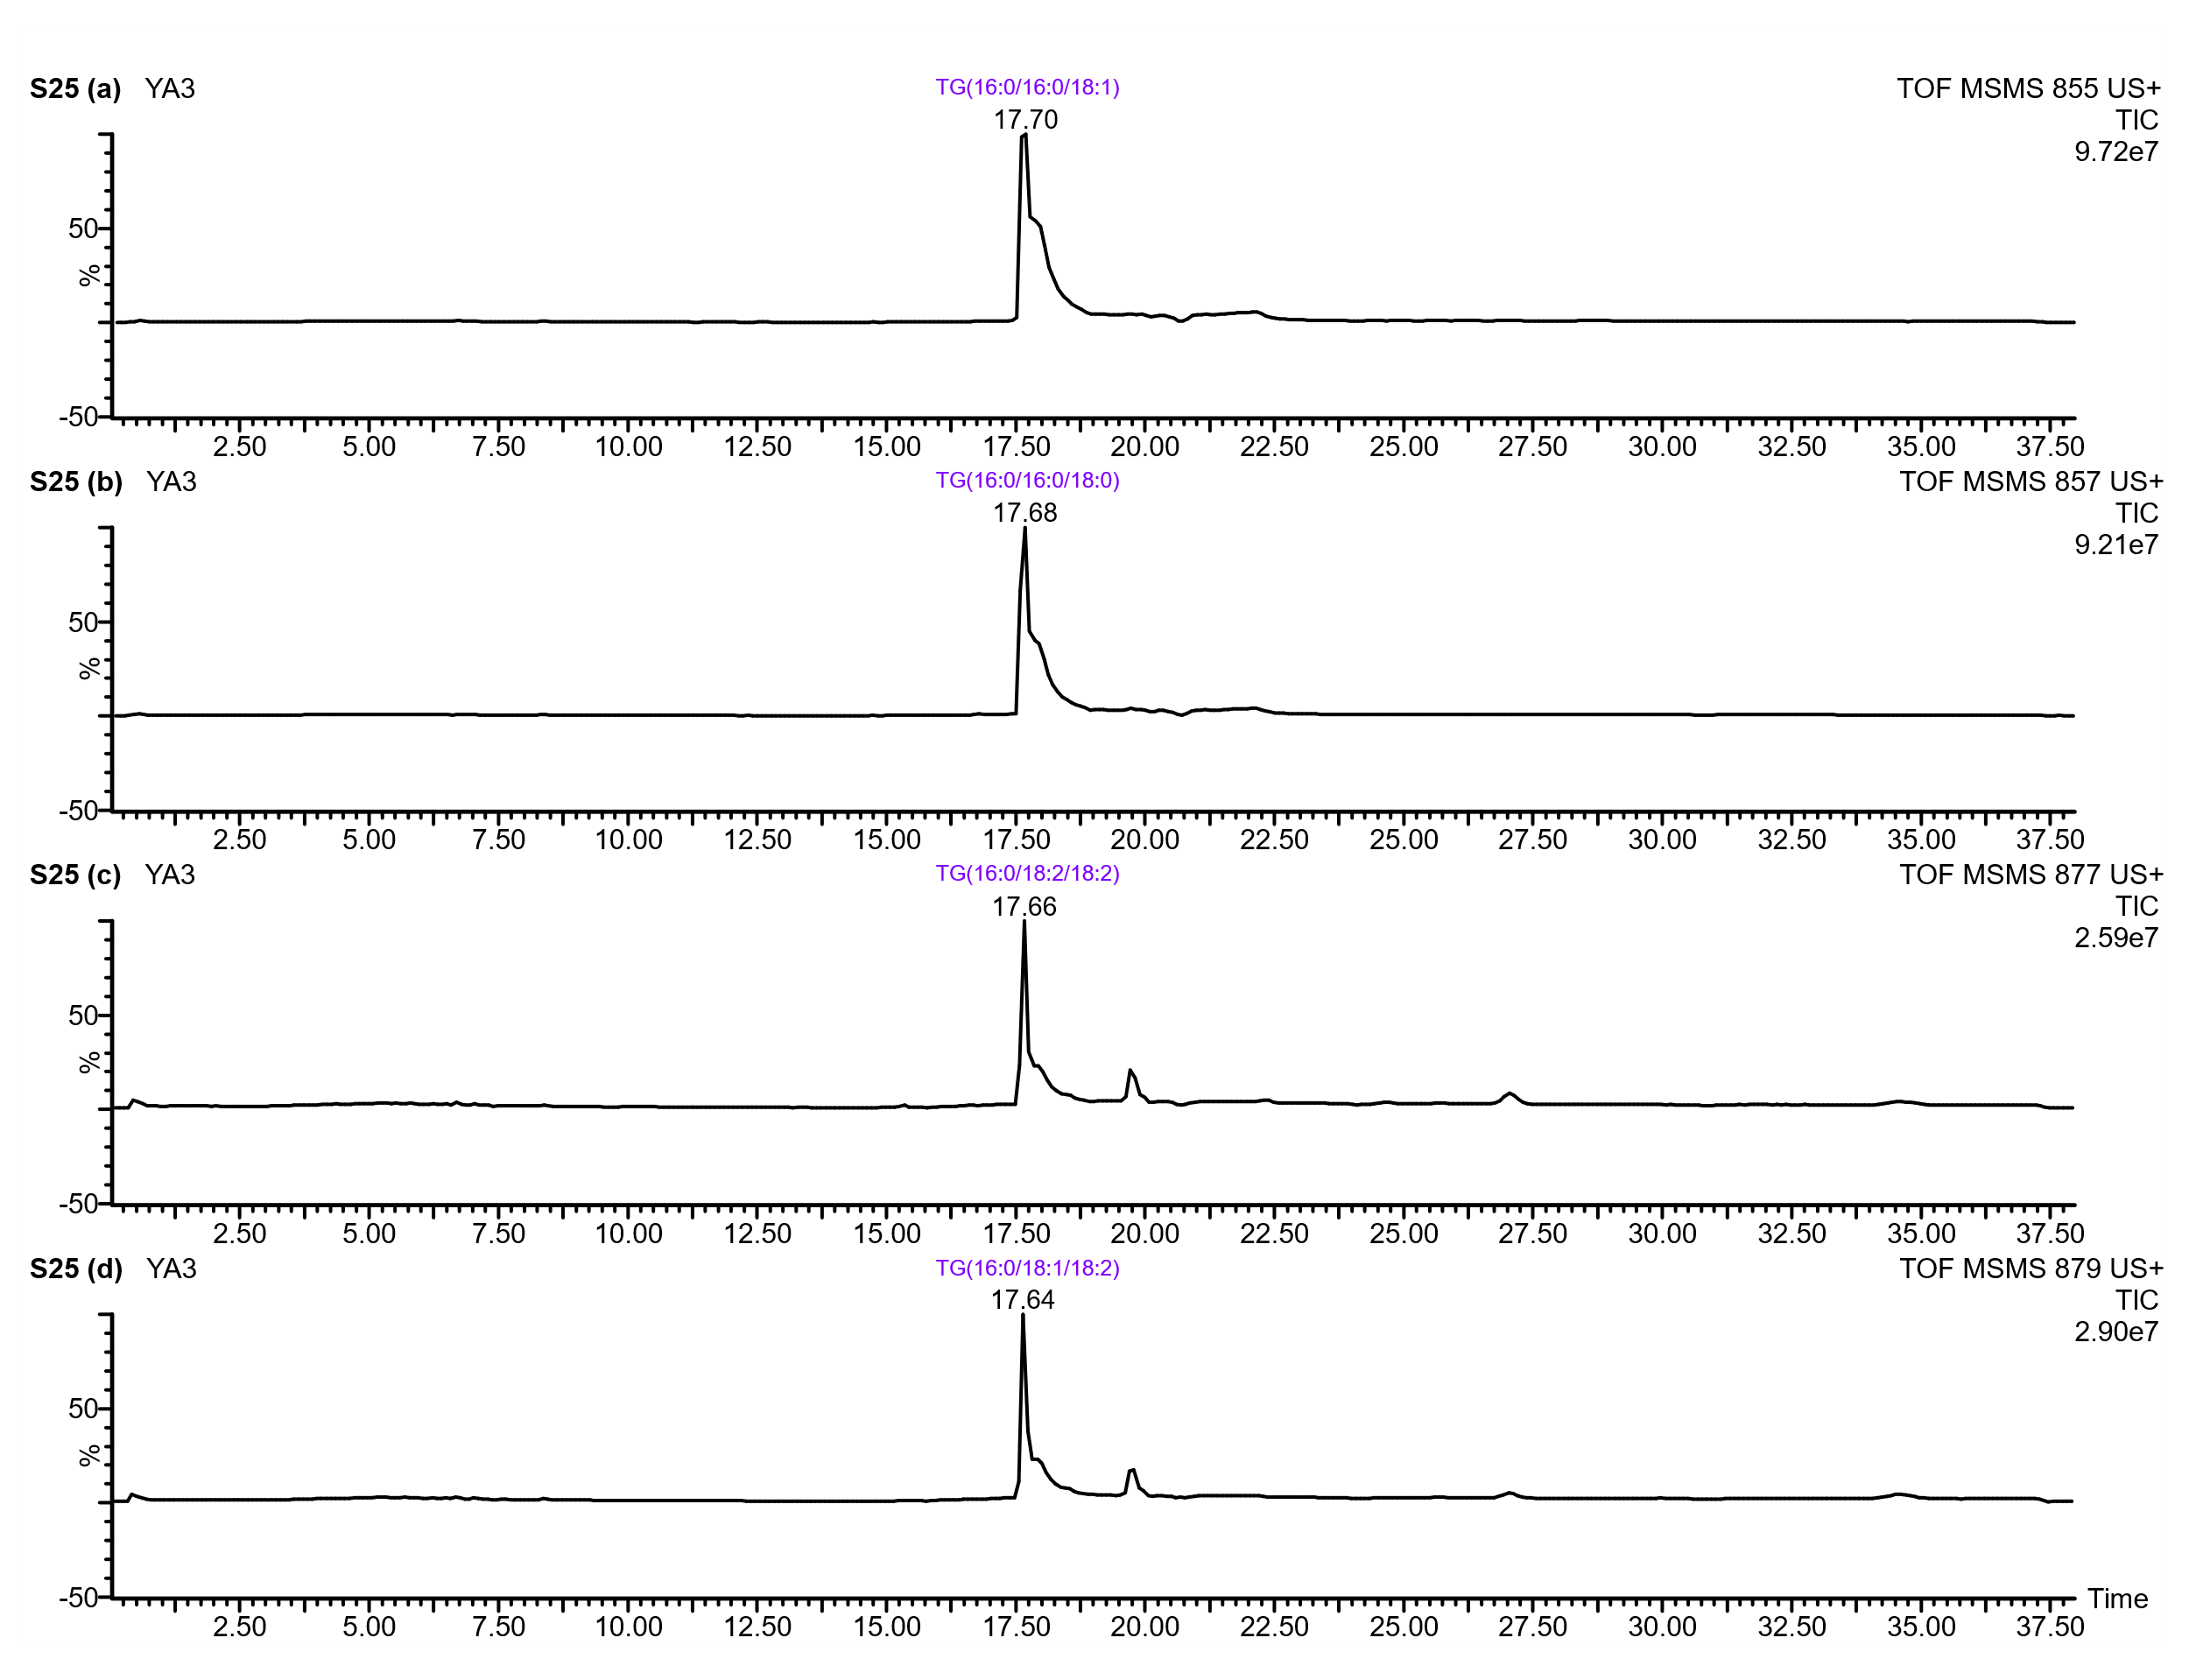 S25 (a) YA3 TG(16:0/16:0/18:1) TOF MSMS 855 US+
17.70 TIC
9.72e7
50
%
-50
2.50 5.00 7.50 10.00 12.50 15.00 17.50 20.00 22.50 25.00 27.50 30.00 32.50 35.00 37.50
S25 (b) YA3 TG(16:0/16:0/18:0) TOF MSMS 857 US+
17.68 TIC
9.21e7
50
%
-50
2.50 5.00 7.50 10.00 12.50 15.00 17.50 20.00 22.50 25.00 27.50 30.00 32.50 35.00 37.50
S25 (c) YA3 TG(16:0/18:2/18:2) TOF MSMS 877 US+
17.66 TIC
2.59e7
50
%
-50
2.50 5.00 7.50 10.00 12.50 15.00 17.50 20.00 22.50 25.00 27.50 30.00 32.50 35.00 37.50
S25 (d) YA3 TG(16:0/18:1/18:2) TOF MSMS 879 US+
17.64 TIC
2.90e7
50
%
-50 Time
2.50 5.00 7.50 10.00 12.50 15.00 17.50 20.00 22.50 25.00 27.50 30.00 32.50 35.00 37.50